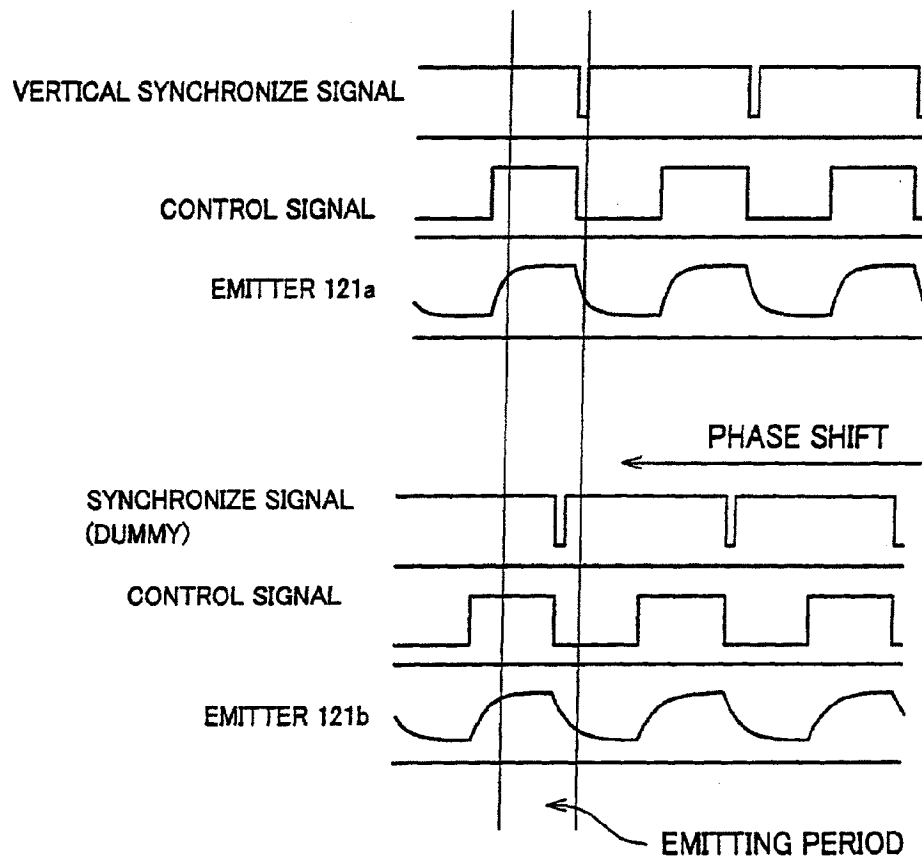 VERTICAL SYNCHRONIZE SIGNAL
CONTROL SIGNAL
EMITTER 121a
PHASE SHIFT
SYNCHRONIZE SIGNAL
(DUMMY)
CONTROL SIGNAL
EMITTER 121b
EMITTING PERIOD